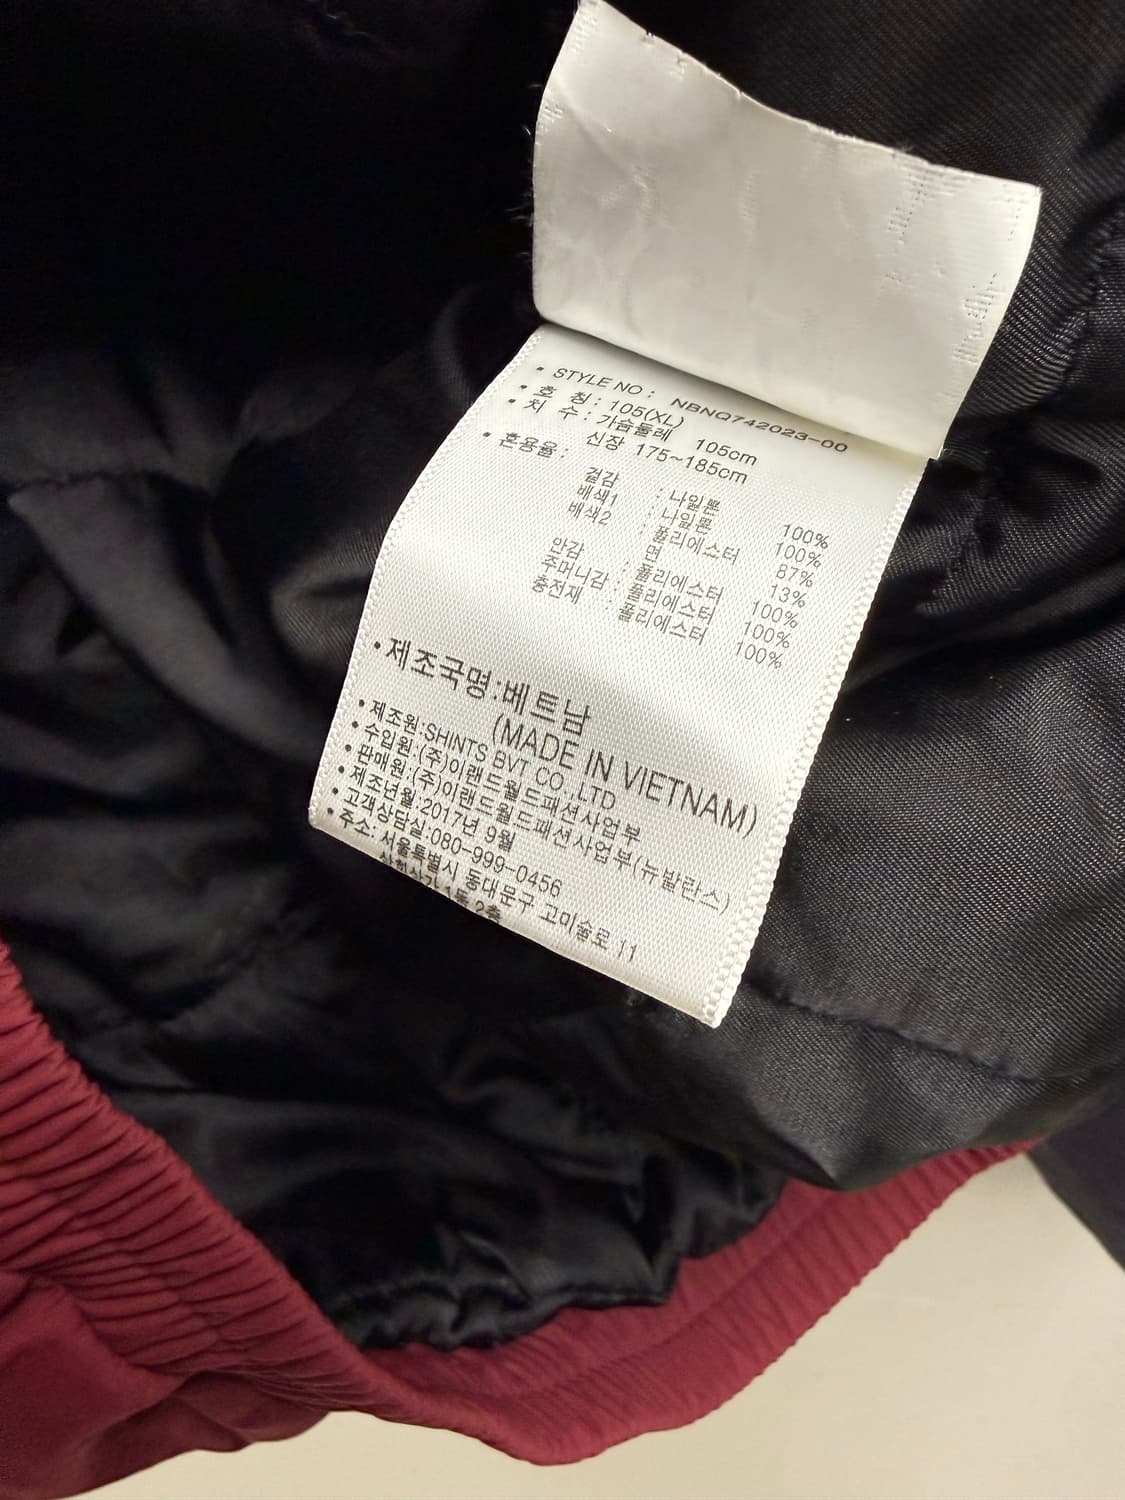 • STYLE NO : NBNQ742023-00
• 호 칭 : 105(XL)
• 치 수 : 가슴둘레 105cm
신장 175~185cm
• 혼용율 :
겉감 : 나일론 100%
배색1 : 나일론 100%
배색2 : 폴리에스터 87%
면 13%
안감 : 폴리에스터 100%
주머니감 : 폴리에스터 100%
충전재 : 폴리에스터 100%
•제조국명:베트남
(MADE IN VIETNAM)
• 제조원:SHINTS BVT CO.,LTD
• 수입원:(주)이랜드월드패션사업부
• 판매원:(주)이랜드월드패션사업부(뉴발란스)
• 제조년월:2017년 9월
• 고객상담실:080-999-0456
• 주소: 서울특별시 동대문구 고미술로 11
1동 2층